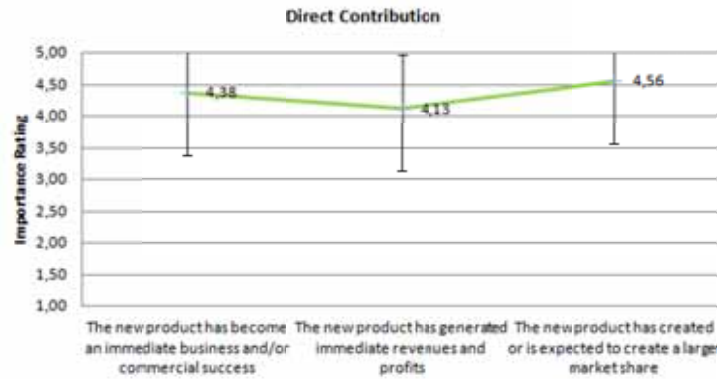 Direct Contribution
Importance Rating
5,00
4,50
4,00
3,50
3,00
2,50
2,00
1,50
1,00
4,38
4,13
4,56
The new product has become
an immediate business and/or
commercial success
The new product has generated
immediate revenues and
profits
The new product has created
or is expected to create a large
market share